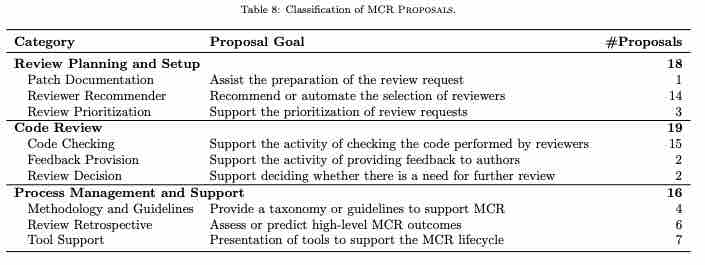 Table 8: Classification of MCR Proposals.
Category Proposal Goal #Proposals
Review Planning and Setup 18
Patch Documentation Assist the preparation of the review request 1
Reviewer Recommender Recommend or automate the selection of reviewers 14
Review Prioritization Support the prioritization of review requests 3
Code Review 19
Code Checking Support the activity of checking the code performed by reviewers 15
Feedback Provision Support the activity of providing feedback to authors 2
Review Decision Support deciding whether there is a need for further review 2
Process Management and Support 16
Methodology and Guidelines Provide a taxonomy or guidelines to support MCR 4
Review Retrospective Assess or predict high-level MCR outcomes 6
Tool Support Presentation of tools to support the MCR lifecycle 7